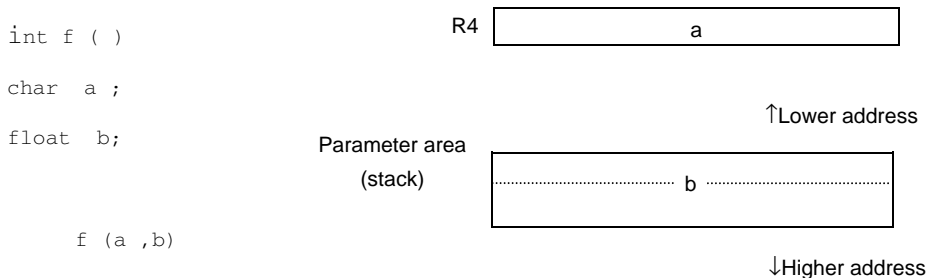 int f ( )
char a ;
float b;
f (a ,b)
R4
a
↑Lower address
Parameter area
(stack)
b
↓Higher address